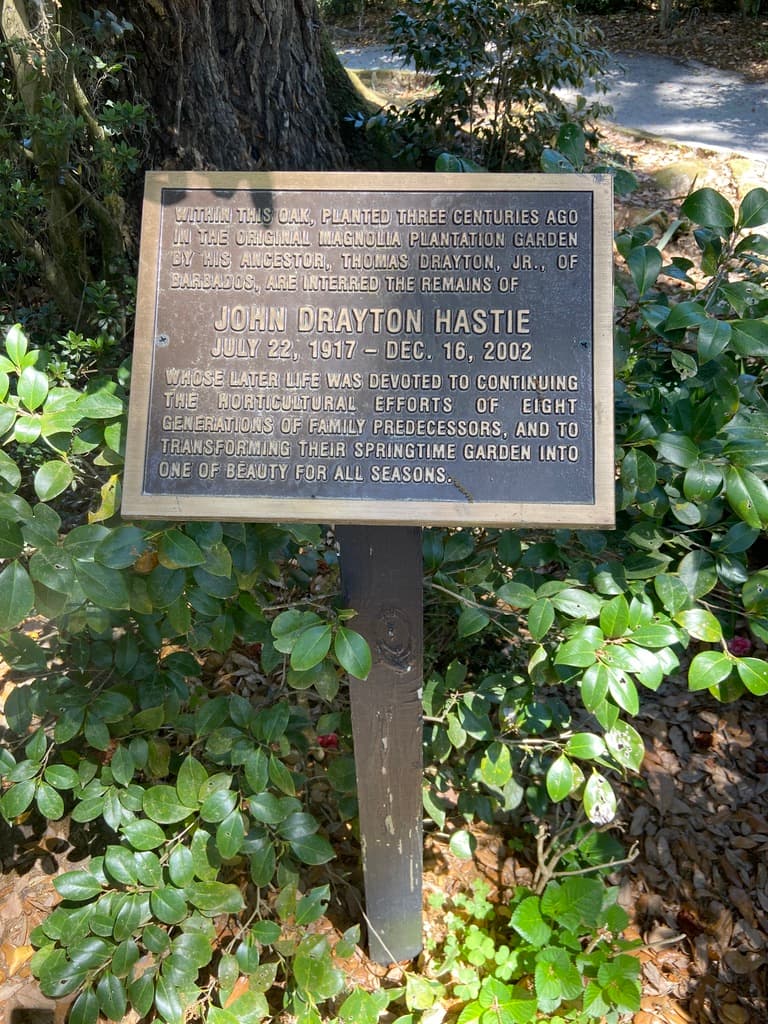 WITHIN THIS OAK, PLANTED THREE CENTURIES AGO
IN THE ORIGINAL MAGNOLIA PLANTATION GARDEN
BY HIS ANCESTOR, THOMAS DRAYTON, JR., OF
BARBADOS, ARE INTERRED THE REMAINS OF
JOHN DRAYTON HASTIE
JULY 22, 1917 – DEC. 16, 2002
WHOSE LATER LIFE WAS DEVOTED TO CONTINUING
THE HORTICULTURAL EFFORTS OF EIGHT
GENERATIONS OF FAMILY PREDECESSORS, AND TO
TRANSFORMING THEIR SPRINGTIME GARDEN INTO
ONE OF BEAUTY FOR ALL SEASONS.